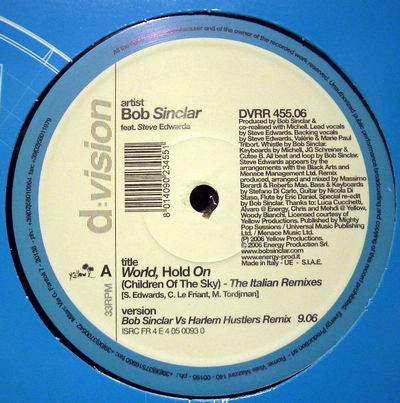 d:vision
artist
Bob Sinclar
feat. Steve Edwards
8014090234551
DVRR 455.06
Produced by Bob Sinclar &
co-realised with Michell. Lead vocals
by Steve Edwards. Backing vocals
by Steve Edwards, Valérie & Marie Paul
Tribort. Whistle by Bob Sinclar.
Keyboards by Michell, JG Schreiner &
Cutee B. All beat and loop by Bob Sinclar.
Steve Edwards appears by the
arrangements with the Black Arts and
Menace Management Ltd. Remix
produced, arranged and mixed by Massimo
Berardi & Roberto Mas. Bass & Keyboards
by Stefano Di Carlo, Guitar by Nicola Di
Staso, Flute by Eric Daniel. Special re-colt
by Bob Sinclar. Thanks to: Luca Cucchetti,
Alvaro @ Energy, Orlin and Mehdi @ Yellow,
Woody Bianchi. Licensed courtesy of
Yellow Productions. Published by Mighty
Pop Sessions / Universal Music Publishing
Ltd. / Menace Music Ltd.
(P) 2006 Yellow Productions.
© 2006 Energy Production Srl.
www.bobsinclar.com
www.energy-prod.it
Made in Italy - UE - S.I.A.E.
yellow
A
33RPM
title
World, Hold On
(Children Of The Sky) - The Italian Remixes
[S. Edwards, C. Le Friant, M. Tordjman]
version
Bob Sinclar Vs Harlem Hustlers Remix 9.06
ISRC FR 4 E 4 05 0093 0